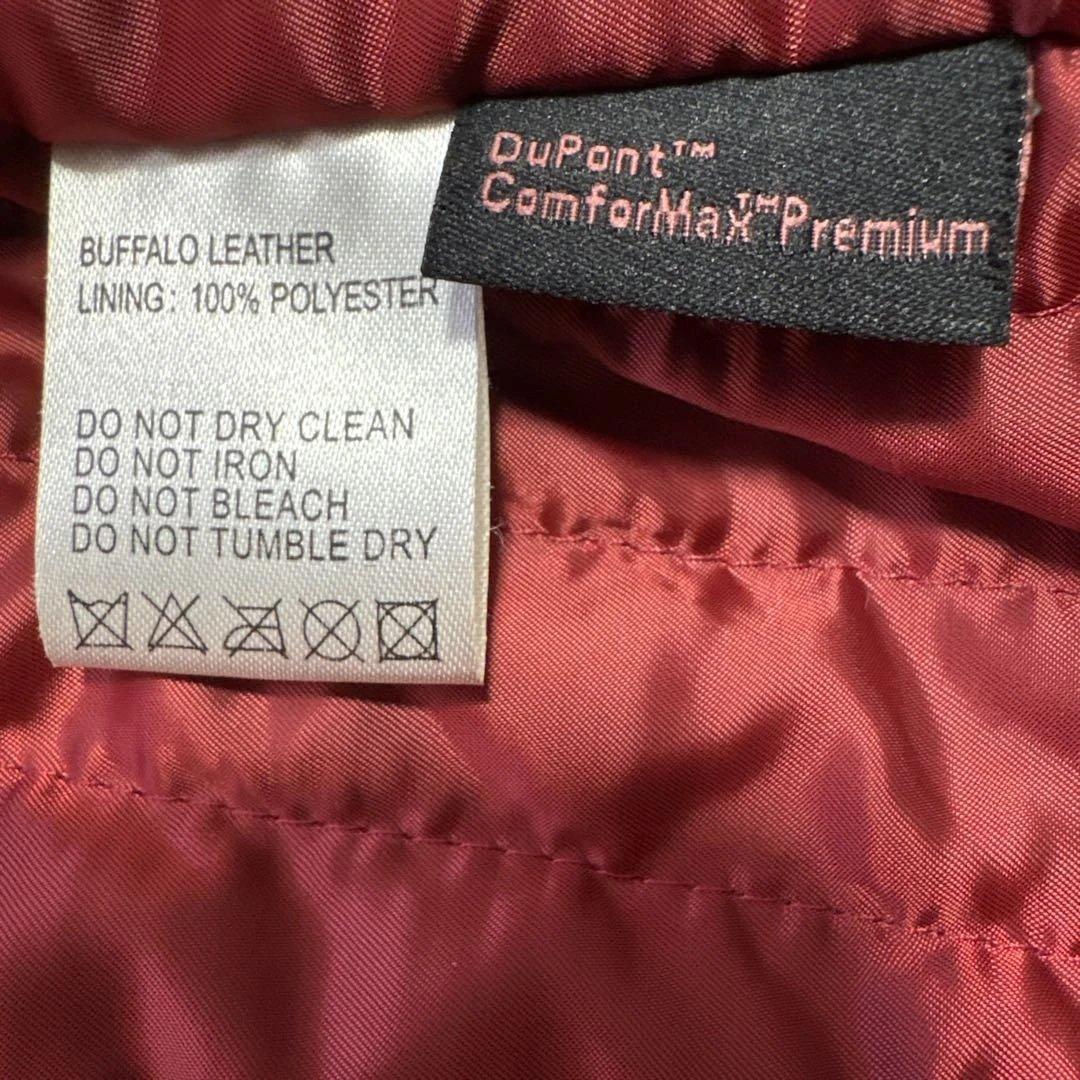 DuPont™
ComforMax™Premium
BUFFALO LEATHER
LINING: 100% POLYESTER
DO NOT DRY CLEAN
DO NOT IRON
DO NOT BLEACH
DO NOT TUMBLE DRY